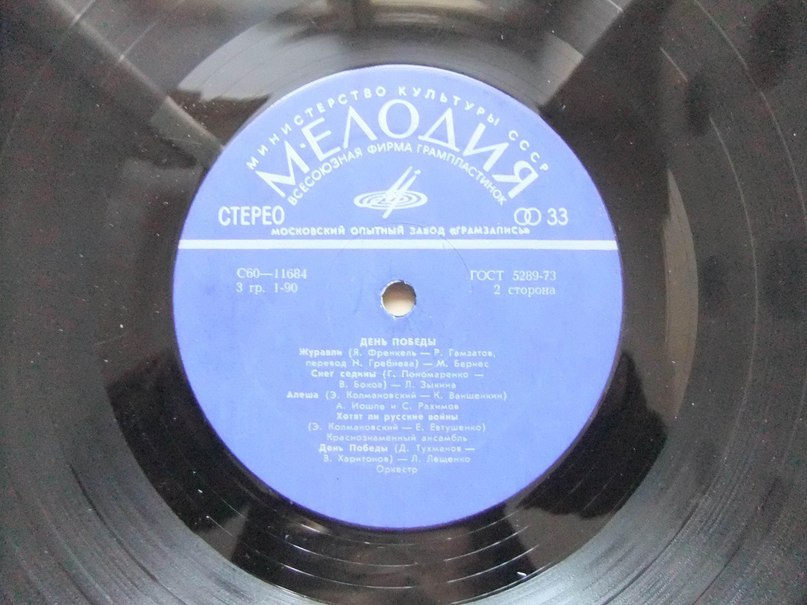 МИНИСТЕРСТВО КУЛЬТУРЫ СССР
МЕЛОДИЯ
ВСЕСОЮЗНАЯ ФИРМА ГРАМПЛАСТИНОК
СТЕРЕО
33
МОСКОВСКИЙ ОПЫТНЫЙ ЗАВОД «ГРАМЗАПИСЬ»
С60—11684
ГОСТ 5289-73
3 гр. 1-90
2 сторона
ДЕНЬ ПОБЕДЫ
Журавли (Я. Френкель — Р. Гамзатов,
перевод Н. Гребнева) — М. Бернес
Снег седины (Г. Пономаренко —
В. Боков) — Л. Зыкина
Алеша (Э. Колмановский — К. Ваншенкин)
А. Иошпа и С. Рахимов
Хотят ли русские войны
(Э. Колмановский — Е. Евтушенко)
Краснознаменный ансамбль
День Победы (Д. Тухманов —
В. Харитонов) — Л. Лещенко
Оркестр